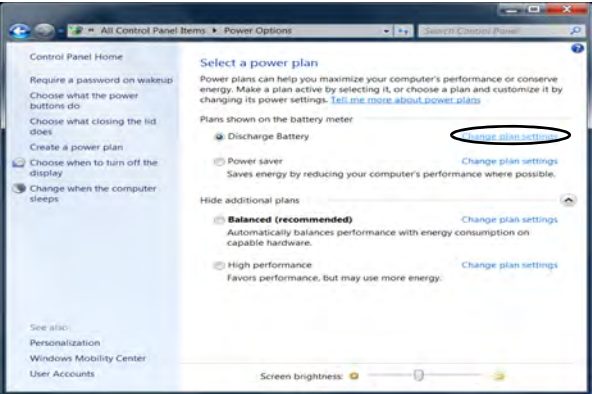 All Control Panel Items ▸ Power Options
Search Control Panel
Control Panel Home
Require a password on wakeup
Choose what the power
buttons do
Choose what closing the lid
does
Create a power plan
Choose when to turn off the
display
Change when the computer
sleeps
Select a power plan
Power plans can help you maximize your computer's performance or conserve
energy. Make a plan active by selecting it, or choose a plan and customize it by
changing its power settings. Tell me more about power plans
Plans shown on the battery meter
Discharge Battery Change plan settings
Power saver Change plan settings
Saves energy by reducing your computer's performance where possible.
Hide additional plans
Balanced (recommended) Change plan settings
Automatically balances performance with energy consumption on
capable hardware.
High performance Change plan settings
Favors performance, but may use more energy.
See also
Personalization
Windows Mobility Center
User Accounts
Screen brightness: